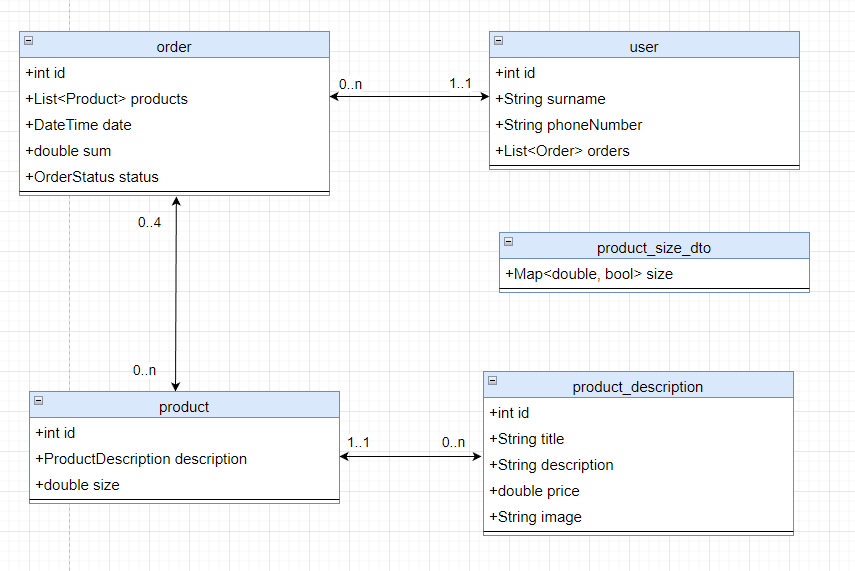 order
+int id
+List<Product> products
+DateTime date
+double sum
+OrderStatus status
0..n
1..1
user
+int id
+String surname
+String phoneNumber
+List<Order> orders
0..4
0..n
product_size_dto
+Map<double, bool> size
product
+int id
+ProductDescription description
+double size
1..1
0..n
product_description
+int id
+String title
+String description
+double price
+String image